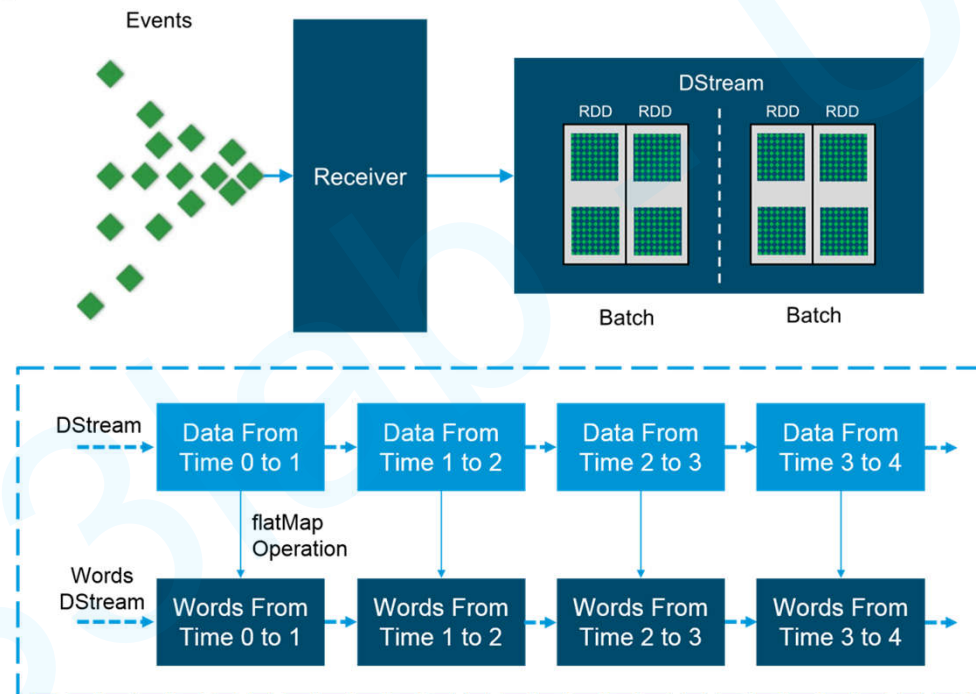 Events
Receiver
DStream
RDD RDD
RDD RDD
Batch
Batch
DStream
Data From
Time 0 to 1
Data From
Time 1 to 2
Data From
Time 2 to 3
Data From
Time 3 to 4
flatMap
Operation
Words
DStream
Words From
Time 0 to 1
Words From
Time 1 to 2
Words From
Time 2 to 3
Words From
Time 3 to 4